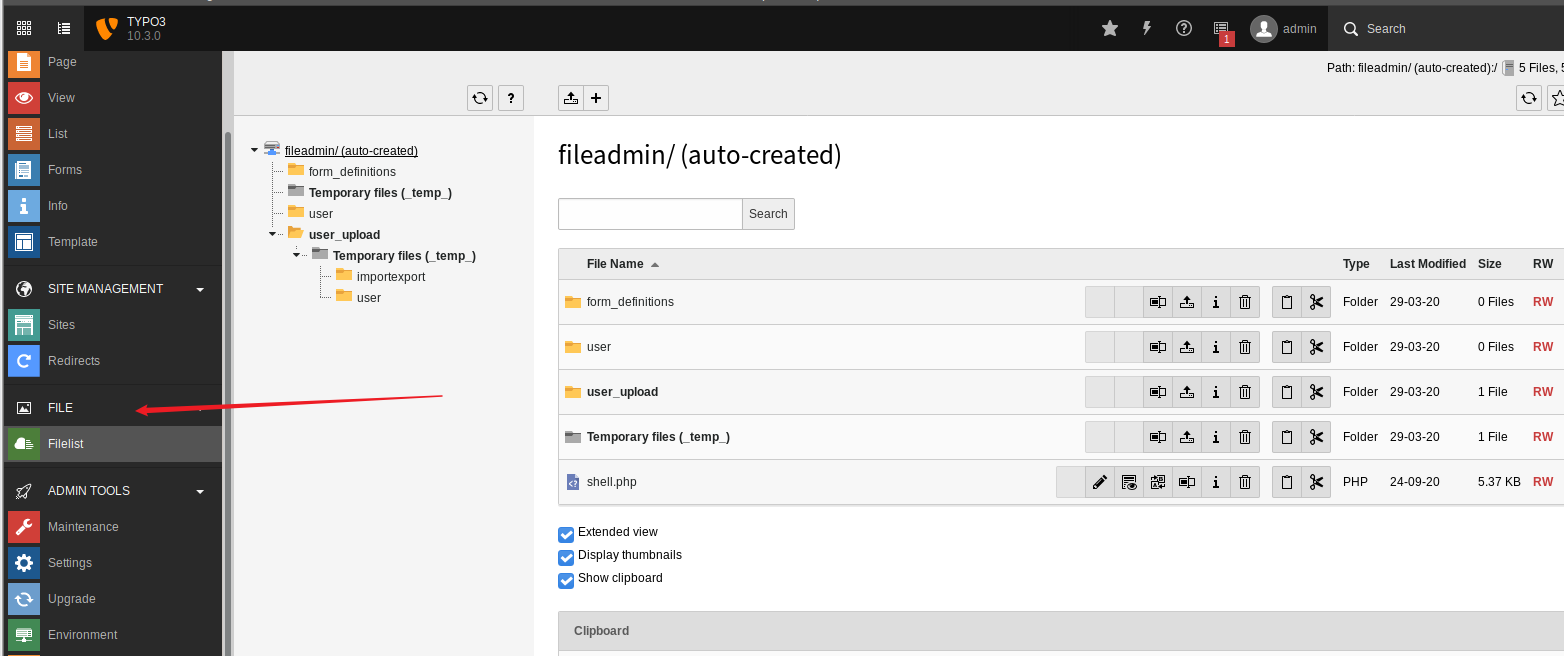 TYPO3
10.3.0
1
admin
Search
Page
View
List
Forms
Info
Template
SITE MANAGEMENT
Sites
Redirects
FILE
Filelist
ADMIN TOOLS
Maintenance
Settings
Upgrade
Environment
?
fileadmin/ (auto-created)
form_definitions
Temporary files (_temp_)
user
user_upload
Temporary files (_temp_)
importexport
user
Path: fileadmin/ (auto-created):/ 5 Files,
fileadmin/ (auto-created)
Search
File Name Type Last Modified Size RW
form_definitions Folder 29-03-20 0 Files RW
user Folder 29-03-20 0 Files RW
user_upload Folder 29-03-20 1 File RW
Temporary files (_temp_) Folder 29-03-20 1 File RW
shell.php PHP 24-09-20 5.37 KB RW
Extended view
Display thumbnails
Show clipboard
Clipboard